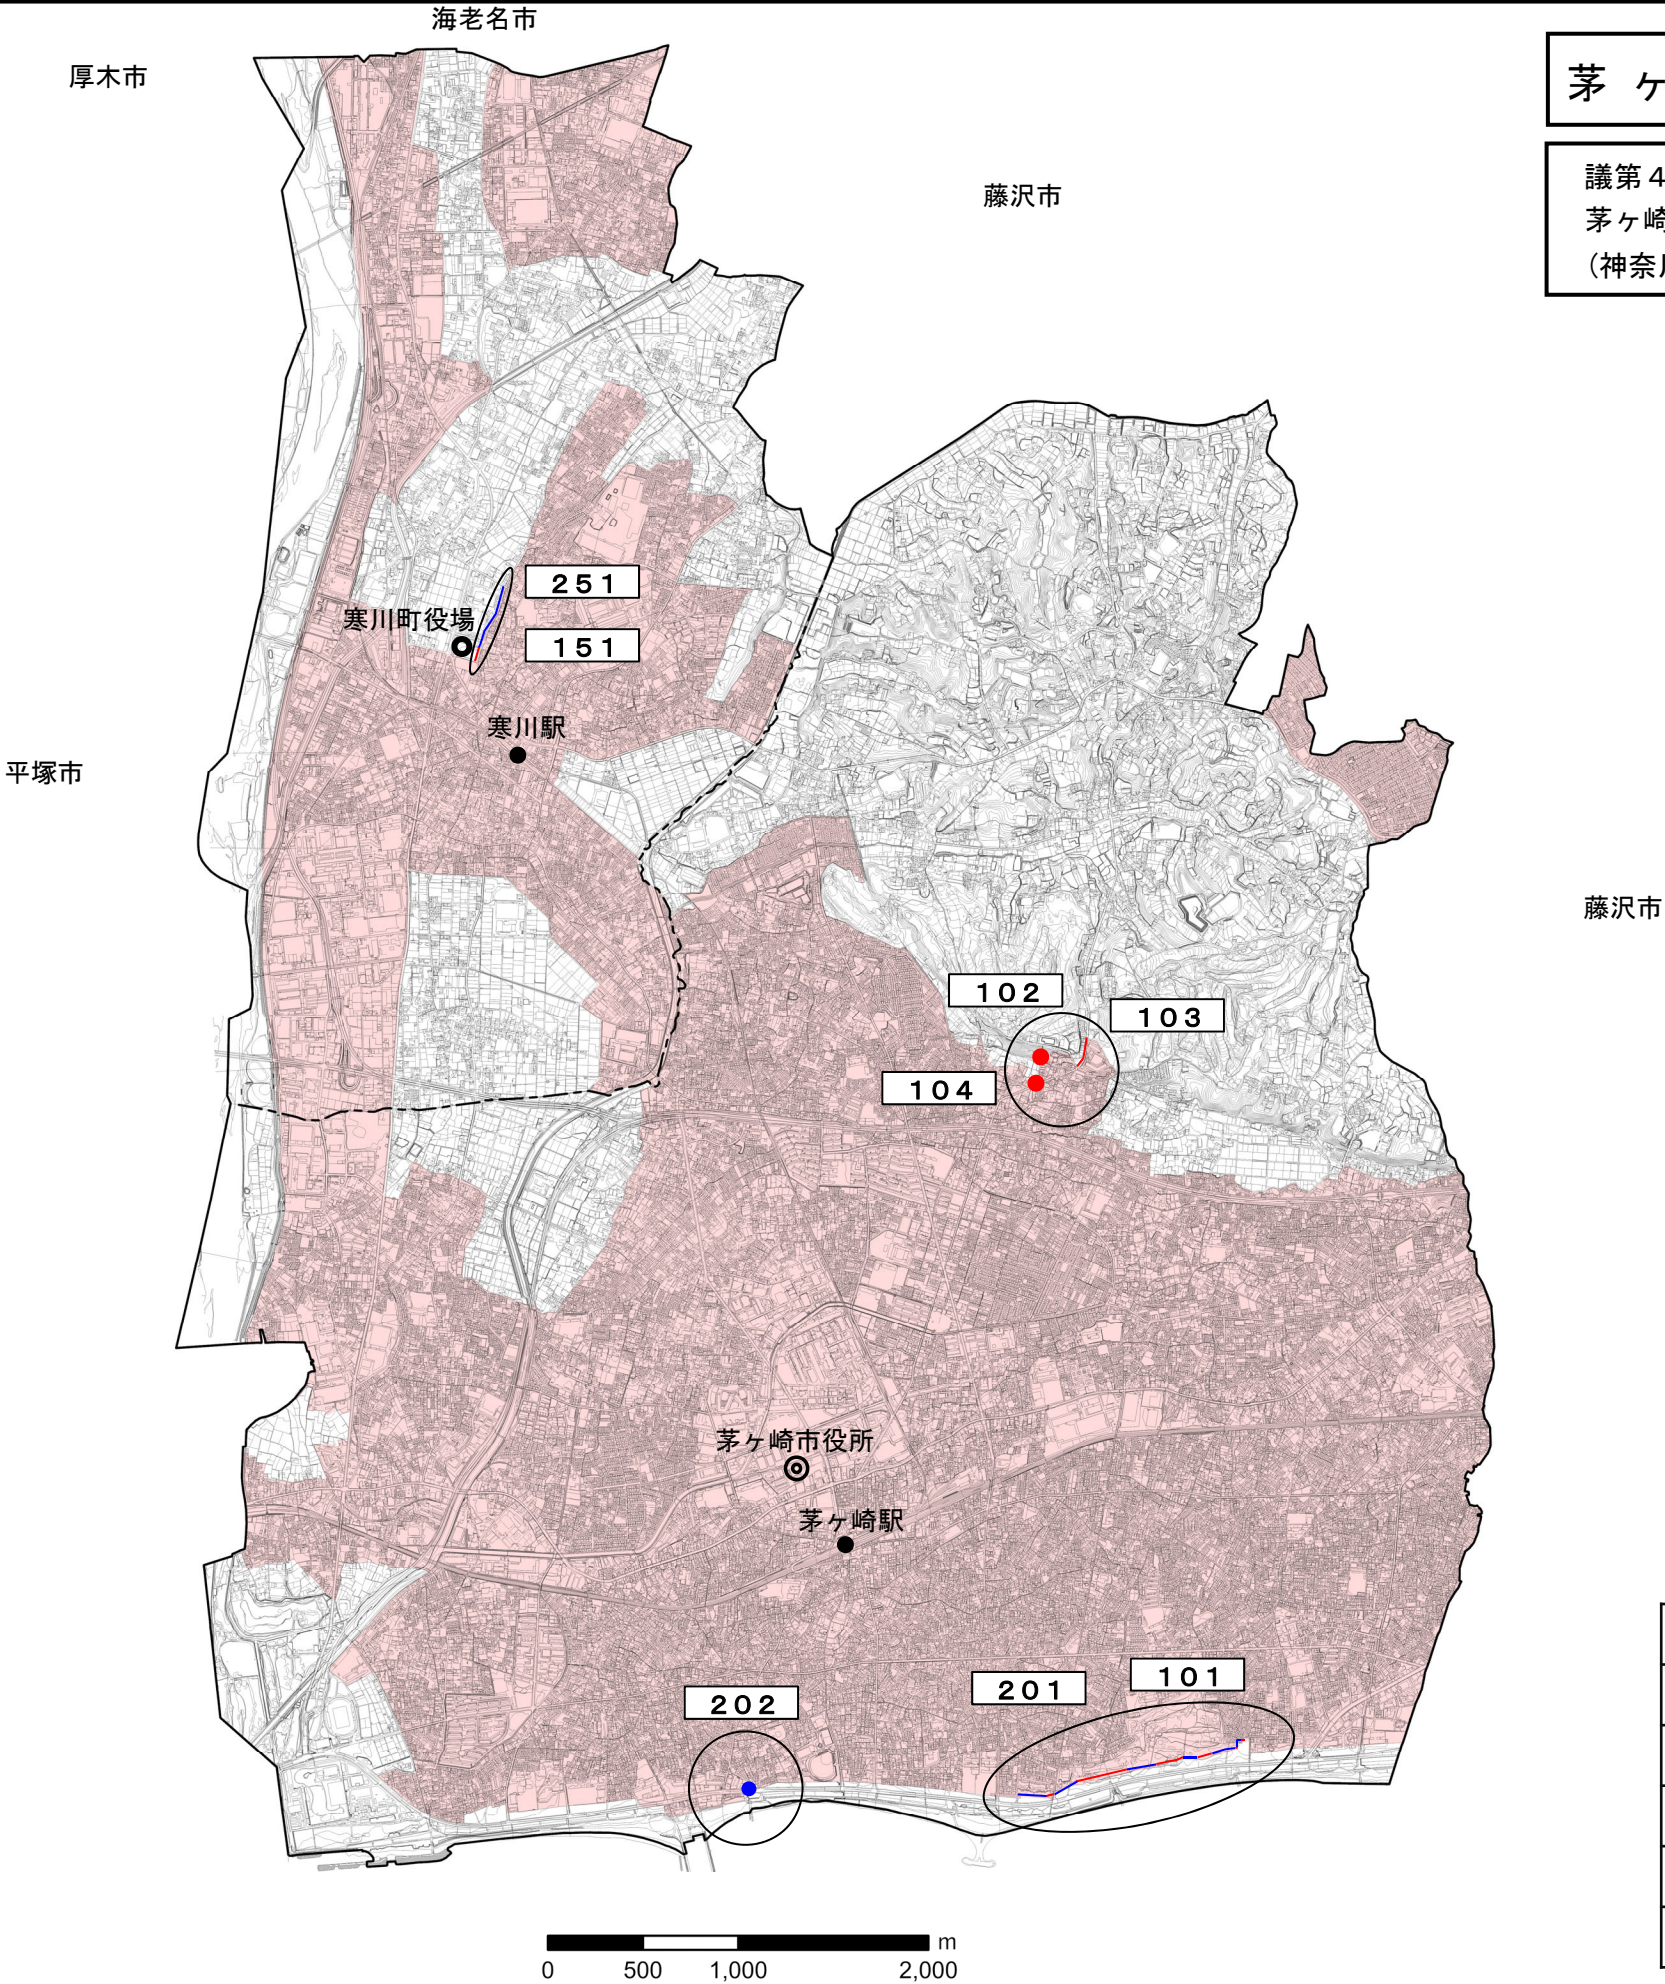 海老名市
厚木市
茅 ヶ
議第４
茅ヶ崎
（神奈川
藤沢市
２５１
寒川町役場
１５１
寒川駅
平塚市
藤沢市
１０２
１０３
１０４
茅ヶ崎市役所
茅ヶ崎駅
１０１
２０１
２０２
m
0 500 1,000 2,000